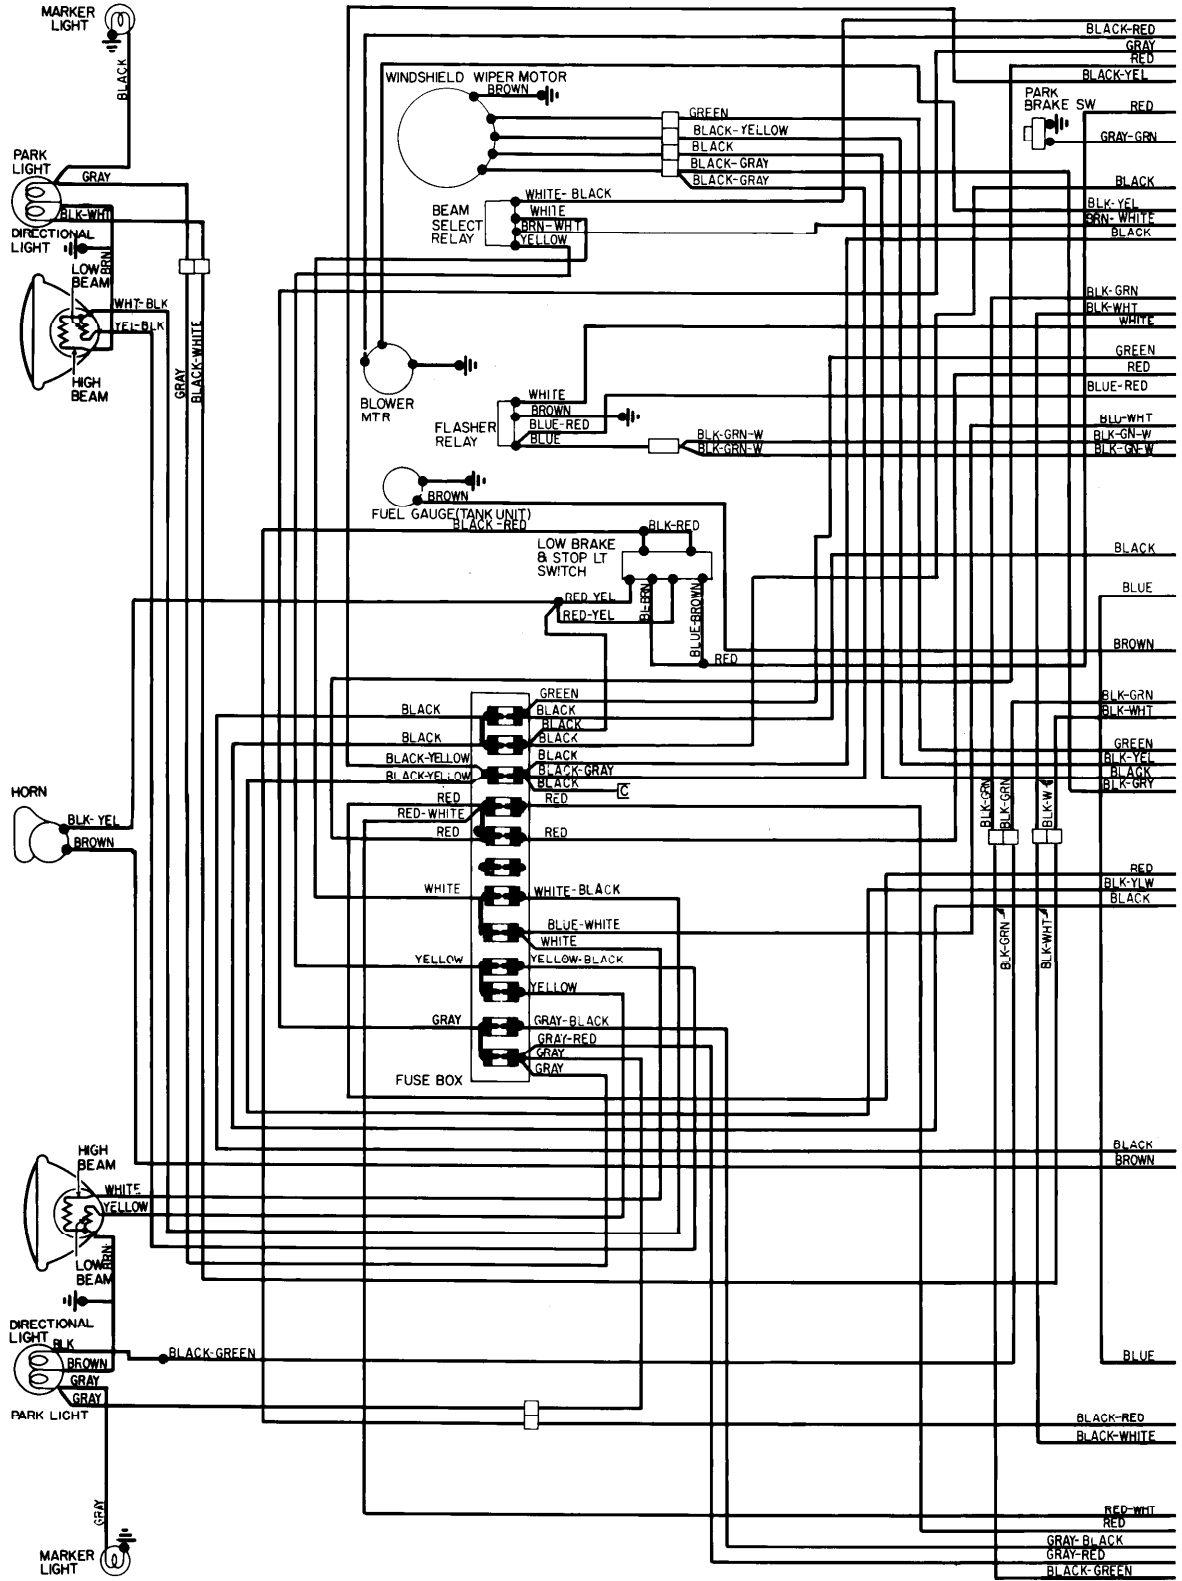 MARKER
LIGHT
BLACK
BLACK-RED
GRAY
RED
BLACK-YEL
WINDSHIELD WIPER MOTOR
BROWN
PARK
BRAKE SW
RED
GREEN
BLACK-YELLOW
GRAY-GRN
BLACK
BLACK-GRAY
BLACK-GRAY
PARK
LIGHT
GRAY
BLACK
WHITE-BLACK
BEAM
SELECT
RELAY
WHITE
BRN-WHT
YELLOW
BLK-YEL
BRN-WHITE
BLACK
BLK-WHT
DIRECTIONAL
LIGHT
BRN
LOW
BEAM
WHT-BLK
YEL-BLK
BLK-GRN
BLK-WHT
WHITE
GRAY
BLACK-WHITE
HIGH
BEAM
GREEN
RED
BLOWER
MTR
BLUE-RED
WHITE
BROWN
BLUE-RED
BLUE
FLASHER
RELAY
BLK-GRN-W
BLK-GRN-W
BLU-WHT
BLK-GN-W
BLK-GN-W
BROWN
FUEL GAUGE(TANK UNIT)
BLACK-RED
BLK-RED
LOW BRAKE
& STOP LT
SWITCH
BLACK
RED YEL
RED-YEL
BL-BRN
BLUE-BROWN
BLUE
RED
BROWN
GREEN
BLACK
BLACK
BLACK
BLACK
BLACK
BLACK-YELLOW
BLACK
BLACK-YELLOW
BLACK-GRAY
BLACK
C
BLK-GRN
BLK-WHT
GREEN
BLK-YEL
BLACK
BLK-GRY
BLK-GRN
BLK-GRN
BLK-W
HORN
BLK-YEL
BROWN
RED
RED
RED-WHITE
RED
RED
RED
BLK-YLW
BLACK
WHITE
WHITE-BLACK
BLUE-WHITE
WHITE
BLK-GRN
BLK-WHT
YELLOW
YELLOW-BLACK
YELLOW
GRAY
GRAY-BLACK
GRAY-RED
GRAY
GRAY
FUSE BOX
HIGH
BEAM
BLACK
BROWN
WHITE
YELLOW
LOW
BEAM
BRN
DIRECTIONAL
LIGHT
BLK
BLACK-GREEN
BROWN
GRAY
GRAY
PARK LIGHT
BLUE
BLACK-RED
BLACK-WHITE
GRAY
RED-WHT
RED
GRAY-BLACK
GRAY-RED
BLACK-GREEN
MARKER
LIGHT